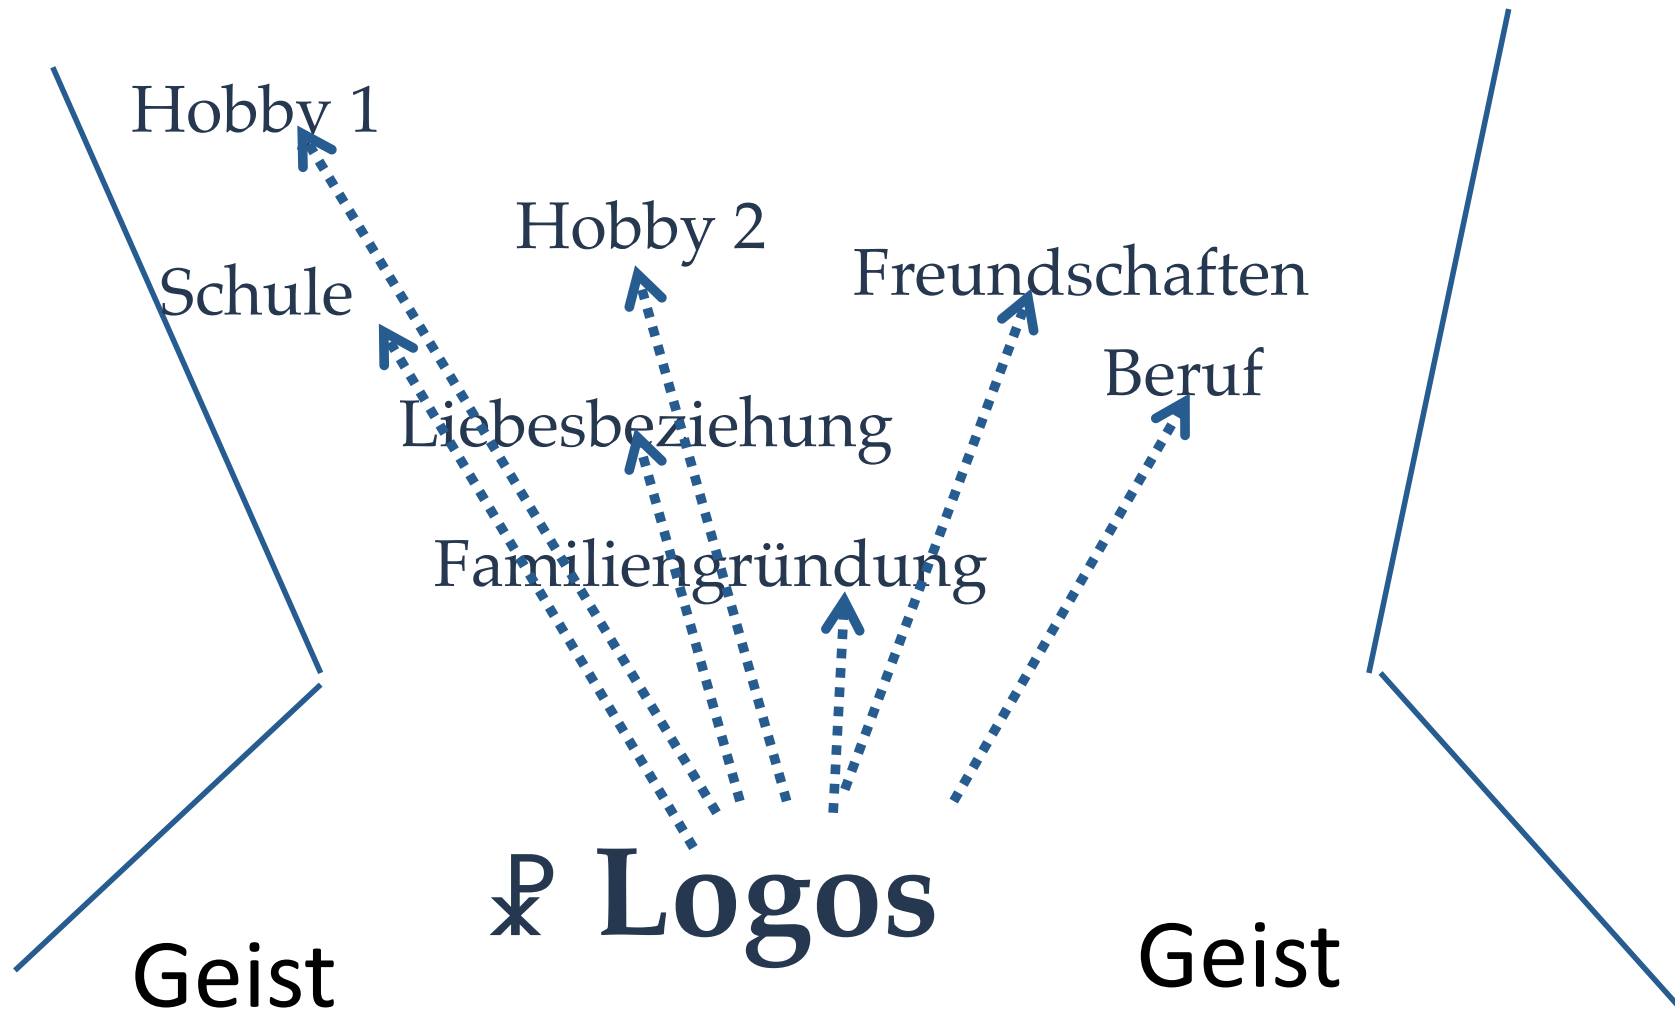 Hobby 1
Hobby 2
Freundschaften
Schule
Beruf
Liebesbeziehung
Familiengründung
☧ Logos
Geist
Geist